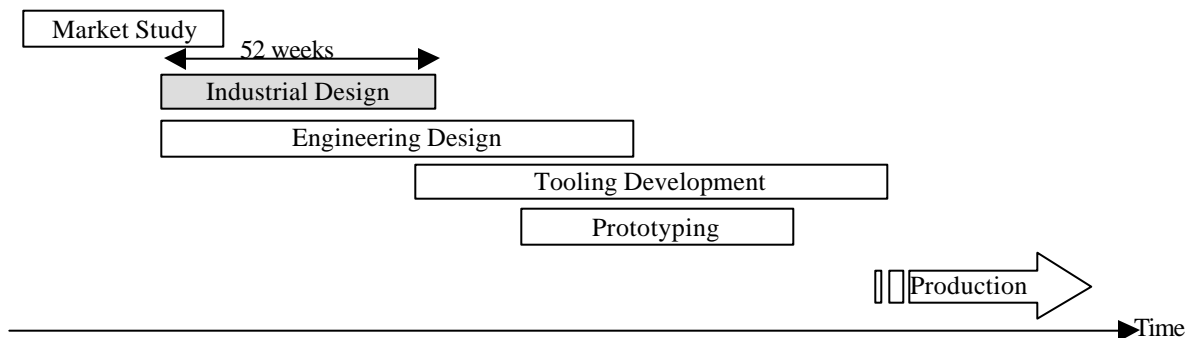 Market Study
52 weeks
Industrial Design
Engineering Design
Tooling Development
Prototyping
Production
Time